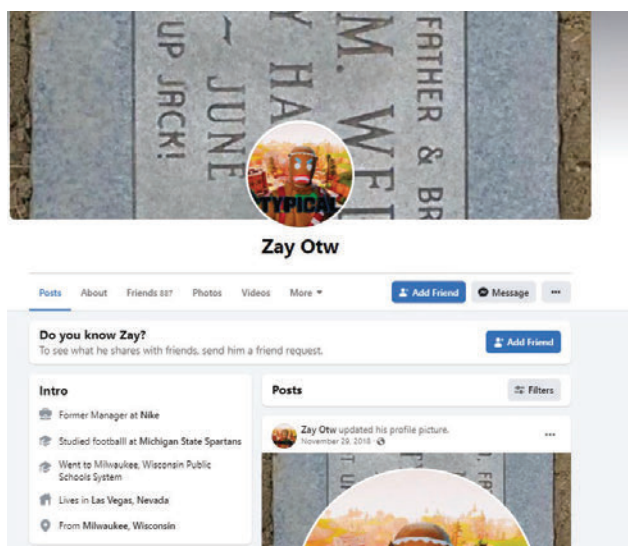 FATHER & BR
M. WEL
Y HA
~ JUNE
UP JACK!
TYPICAL
Zay Otw
Posts About Friends 887 Photos Videos More
Add Friend Message ...
Do you know Zay?
To see what he shares with friends, send him a friend request.
Add Friend
Intro
Former Manager at Nike
Studied footballl at Michigan State Spartans
Went to Milwaukee, Wisconsin Public
Schools System
Lives in Las Vegas, Nevada
From Milwaukee, Wisconsin
Posts
Filters
Zay Otw updated his profile picture.
November 29, 2018 ·
...